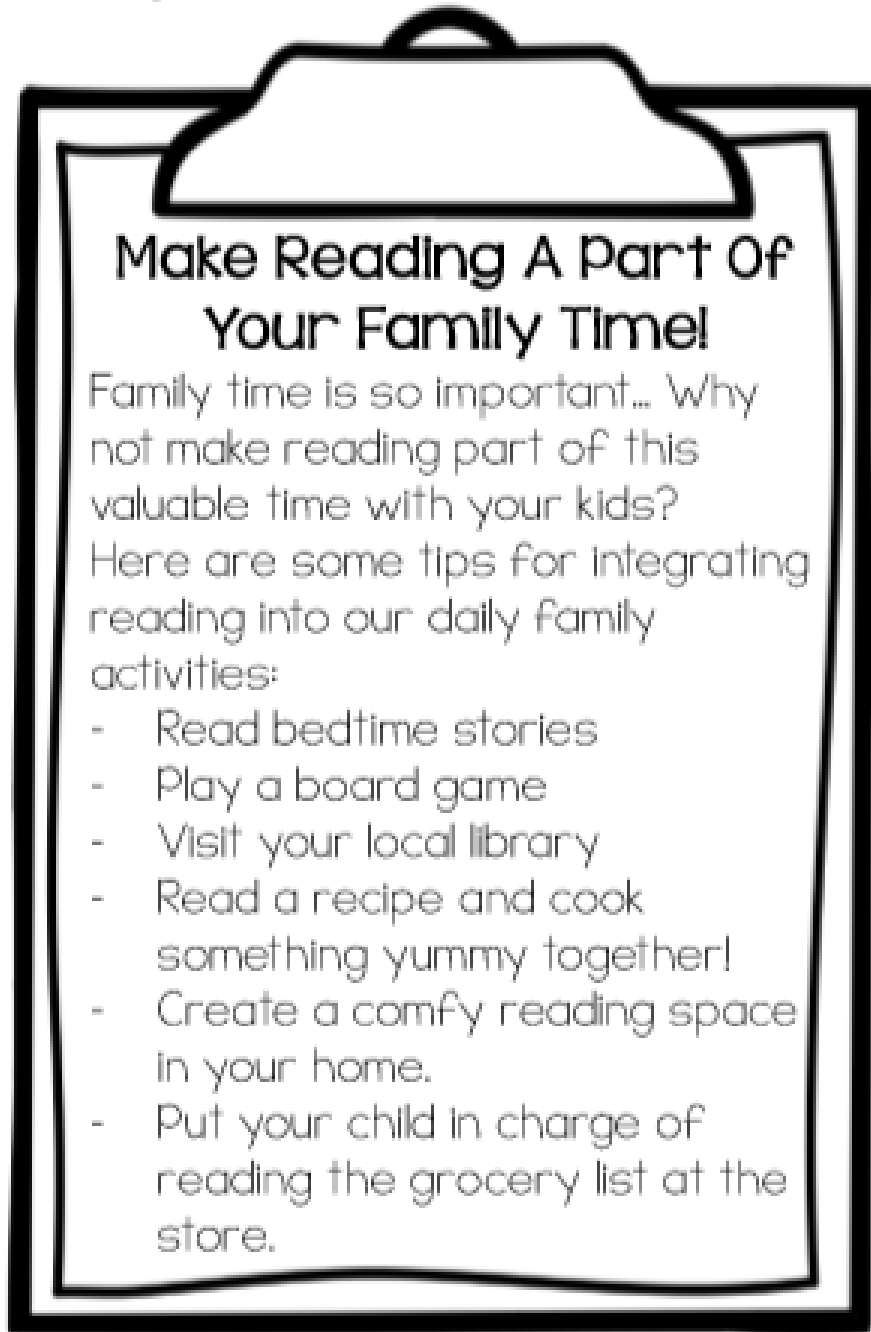 Make Reading A Part Of
Your Family Time!
Family time is so important... Why
not make reading part of this
valuable time with your kids?
Here are some tips for integrating
reading into our daily family
activities:
- Read bedtime stories
- Play a board game
- Visit your local library
- Read a recipe and cook
something yummy together!
- Create a comfy reading space
in your home.
- Put your child in charge of
reading the grocery list at the
store.